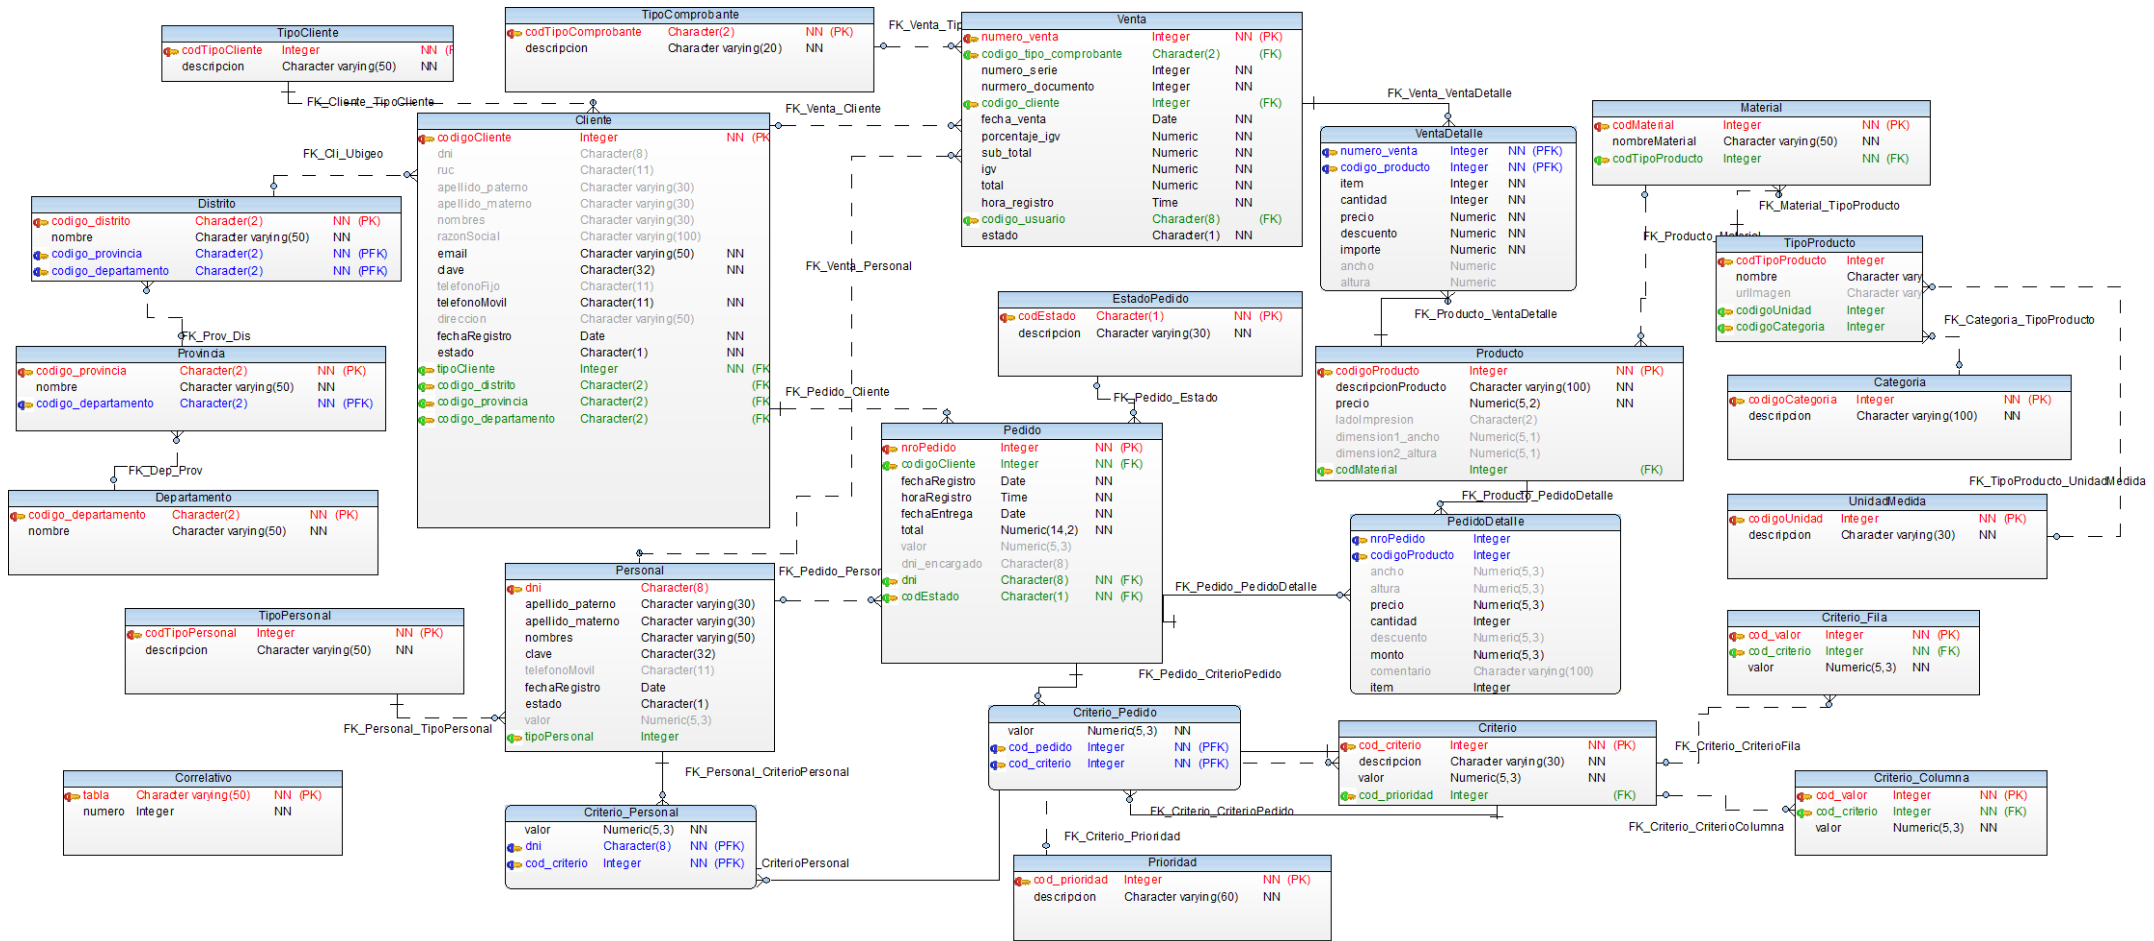 TipoCliente
codTipoCliente Integer NN (P
descripcion Character varying(50) NN
FK_Cliente_TipoCliente
TipoComprobante
codTipoComprobante Character(2) NN (PK)
descripcion Character varying(20) NN
FK_Venta_Tip
Venta
numero_venta Integer NN (PK)
codigo_tipo_comprobante Character(2) (FK)
numero_serie Integer NN
nurmero_documento Integer NN
codigo_cliente Integer (FK)
fecha_venta Date NN
porcentaje_igv Numeric NN
sub_total Numeric NN
igv Numeric NN
total Numeric NN
hora_registro Time NN
codigo_usuario Character(8) (FK)
estado Character(1) NN
FK_Venta_Cliente
FK_Venta_VentaDetalle
VentaDetalle
numero_venta Integer NN (PFK)
codigo_producto Integer NN (PFK)
item Integer NN
cantidad Integer NN
precio Numeric NN
descuento Numeric NN
importe Numeric NN
ancho Numeric
altura Numeric
Material
codMaterial Integer NN (PK)
nombreMaterial Character varying(50) NN
codTipoProducto Integer NN (FK)
FK_Material_TipoProducto
FK_Producto_Material
TipoProducto
codTipoProducto Integer
nombre Character vary
urlImagen Character vary
codigoUnidad Integer
codigoCategoria Integer
FK_Categoria_TipoProducto
Cliente
codigoCliente Integer NN (PK
dni Character(8)
ruc Character(11)
apellido_paterno Character varying(30)
apellido_materno Character varying(30)
nombres Character varying(30)
razonSocial Character varying(100)
email Character varying(50) NN
clave Character(32) NN
telefonoFijo Character(11)
telefonoMovil Character(11) NN
direccion Character varying(50)
fechaRegistro Date NN
estado Character(1) NN
tipoCliente Integer NN (FK
codigo_distrito Character(2) (FK
codigo_provincia Character(2) (FK
codigo_departamento Character(2) (FK
FK_Cli_Ubigeo
Distrito
codigo_distrito Character(2) NN (PK)
nombre Character varying(50) NN
codigo_provincia Character(2) NN (PFK)
codigo_departamento Character(2) NN (PFK)
FK_Prov_Dis
Provincia
codigo_provincia Character(2) NN (PK)
nombre Character varying(50) NN
codigo_departamento Character(2) NN (PFK)
FK_Dep_Prov
Departamento
codigo_departamento Character(2) NN (PK)
nombre Character varying(50) NN
FK_Venta_Personal
EstadoPedido
codEstado Character(1) NN (PK)
descripcion Character varying(30) NN
FK_Pedido_Cliente
FK_Pedido_Estado
FK_Producto_VentaDetalle
Producto
codigoProducto Integer NN (PK)
descripcionProducto Character varying(100) NN
precio Numeric(5,2) NN
ladoImpresion Character(2)
dimension1_ancho Numeric(5,1)
dimension2_altura Numeric(5,1)
codMaterial Integer (FK)
Categoria
codigoCategoria Integer NN (PK)
descripcion Character varying(100) NN
FK_TipoProducto_UnidadMedida
UnidadMedida
codigoUnidad Integer NN (PK)
descripcion Character varying(30) NN
Pedido
nroPedido Integer NN (PK)
codigoCliente Integer NN (FK)
fechaRegistro Date NN
horaRegistro Time NN
fechaEntrega Date NN
total Numeric(14,2) NN
valor Numeric(5,3)
dni_encargado Character(8)
dni Character(8) NN (FK)
codEstado Character(1) NN (FK)
FK_Producto_PedidoDetalle
PedidoDetalle
nroPedido Integer
codigoProducto Integer
ancho Numeric(5,3)
altura Numeric(5,3)
precio Numeric(5,3)
cantidad Integer
descuento Numeric(5,3)
monto Numeric(5,3)
comentario Character varying(100)
item Integer
FK_Pedido_PedidoDetalle
FK_Pedido_Person
Personal
dni Character(8)
apellido_paterno Character varying(30)
apellido_materno Character varying(30)
nombres Character varying(50)
clave Character(32)
telefonoMovil Character(11)
fechaRegistro Date
estado Character(1)
valor Numeric(5,3)
tipoPersonal Integer
TipoPersonal
codTipoPersonal Integer NN (PK)
descripcion Character varying(50) NN
FK_Personal_TipoPersonal
Correlativo
tabla Character varying(50) NN (PK)
numero Integer NN
FK_Personal_CriterioPersonal
Criterio_Personal
valor Numeric(5,3) NN
dni Character(8) NN (PFK)
cod_criterio Integer NN (PFK)
_CriterioPersonal
FK_Pedido_CriterioPedido
Criterio_Pedido
valor Numeric(5,3) NN
cod_pedido Integer NN (PFK)
cod_criterio Integer NN (PFK)
FK_Criterio_CriterioPedido
FK_Criterio_Prioridad
Prioridad
cod_prioridad Integer NN (PK)
descripcion Character varying(60) NN
Criterio
cod_criterio Integer NN (PK)
descripcion Character varying(30) NN
valor Numeric(5,3) NN
cod_prioridad Integer (FK)
Criterio_Fila
cod_valor Integer NN (PK)
cod_criterio Integer NN (FK)
valor Numeric(5,3) NN
FK_Criterio_CriterioFila
Criterio_Columna
cod_valor Integer NN (PK)
cod_criterio Integer NN (FK)
valor Numeric(5,3) NN
FK_Criterio_CriterioColumna